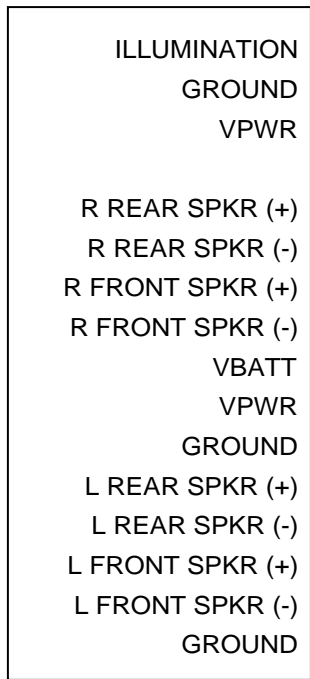 ILLUMINATION
GROUND
VPWR
R REAR SPKR (+)
R REAR SPKR (-)
R FRONT SPKR (+)
R FRONT SPKR (-)
VBATT
VPWR
GROUND
L REAR SPKR (+)
L REAR SPKR (-)
L FRONT SPKR (+)
L FRONT SPKR (-)
GROUND